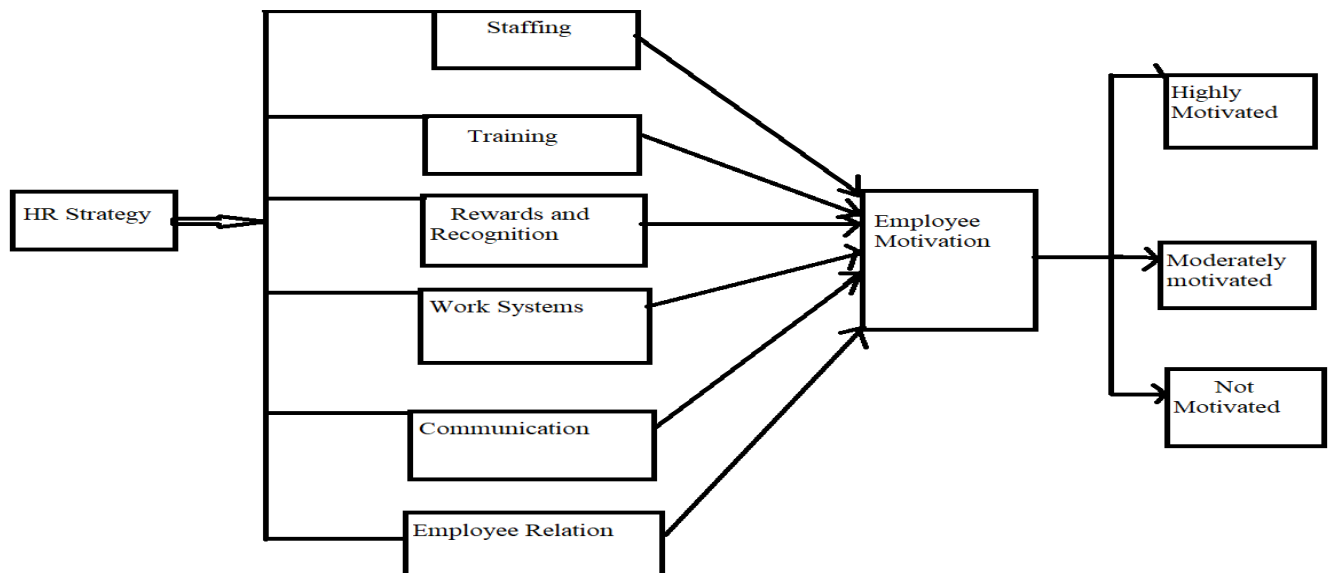 HR Strategy
Staffing
Training
Rewards and
Recognition
Work Systems
Communication
Employee Relation
Employee
Motivation
Highly
Motivated
Moderately
motivated
Not
Motivated